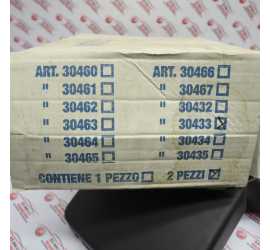 ART. 30460 ☐ ART. 30466 ☐
" 30461 ☐ " 30467 ☐
" 30462 ☐ " 30432 ☐
" 30463 ☐ " 30433 ☒
" 30464 ☐ " 30434 ☐
" 30465 ☐ " 30435 ☐
CONTIENE 1 PEZZO ☐ 2 PEZZI ☒